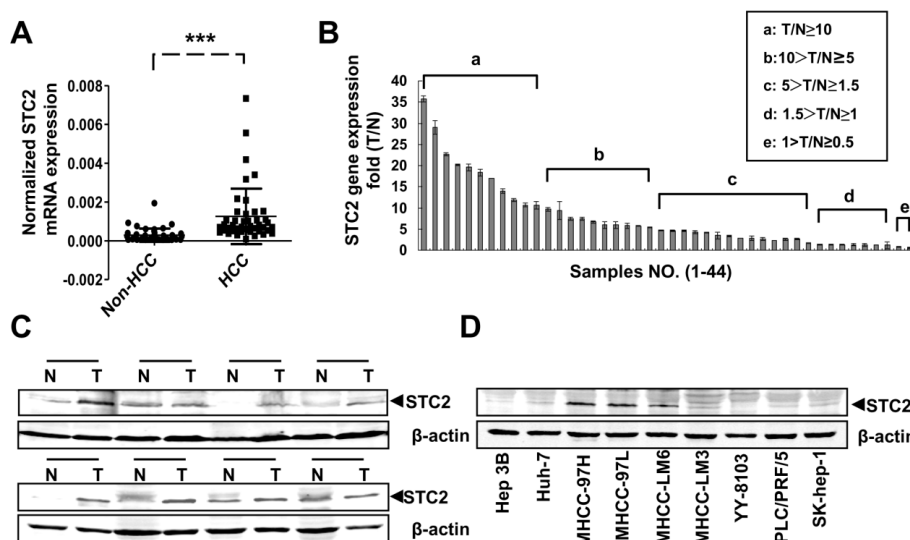 A
***
Normalized STC2
mRNA expression
0.008
0.006
0.004
0.002
0.000
-0.002
Non-HCC
HCC
B
STC2 gene expression
fold (T/N)
40
35
30
25
20
15
10
5
0
a
b
c
d
e
Samples NO. (1-44)
a: T/N≥10
b:10>T/N≥5
c: 5>T/N≥1.5
d: 1.5>T/N≥1
e: 1>T/N≥0.5
C
N T N T N T N T
STC2
β-actin
N T N T N T N T
STC2
β-actin
D
STC2
β-actin
Hep 3B
Huh-7
MHCC-97H
MHCC-97L
MHCC-LM6
MHCC-LM3
YY-8103
PLC/PRF/5
SK-hep-1